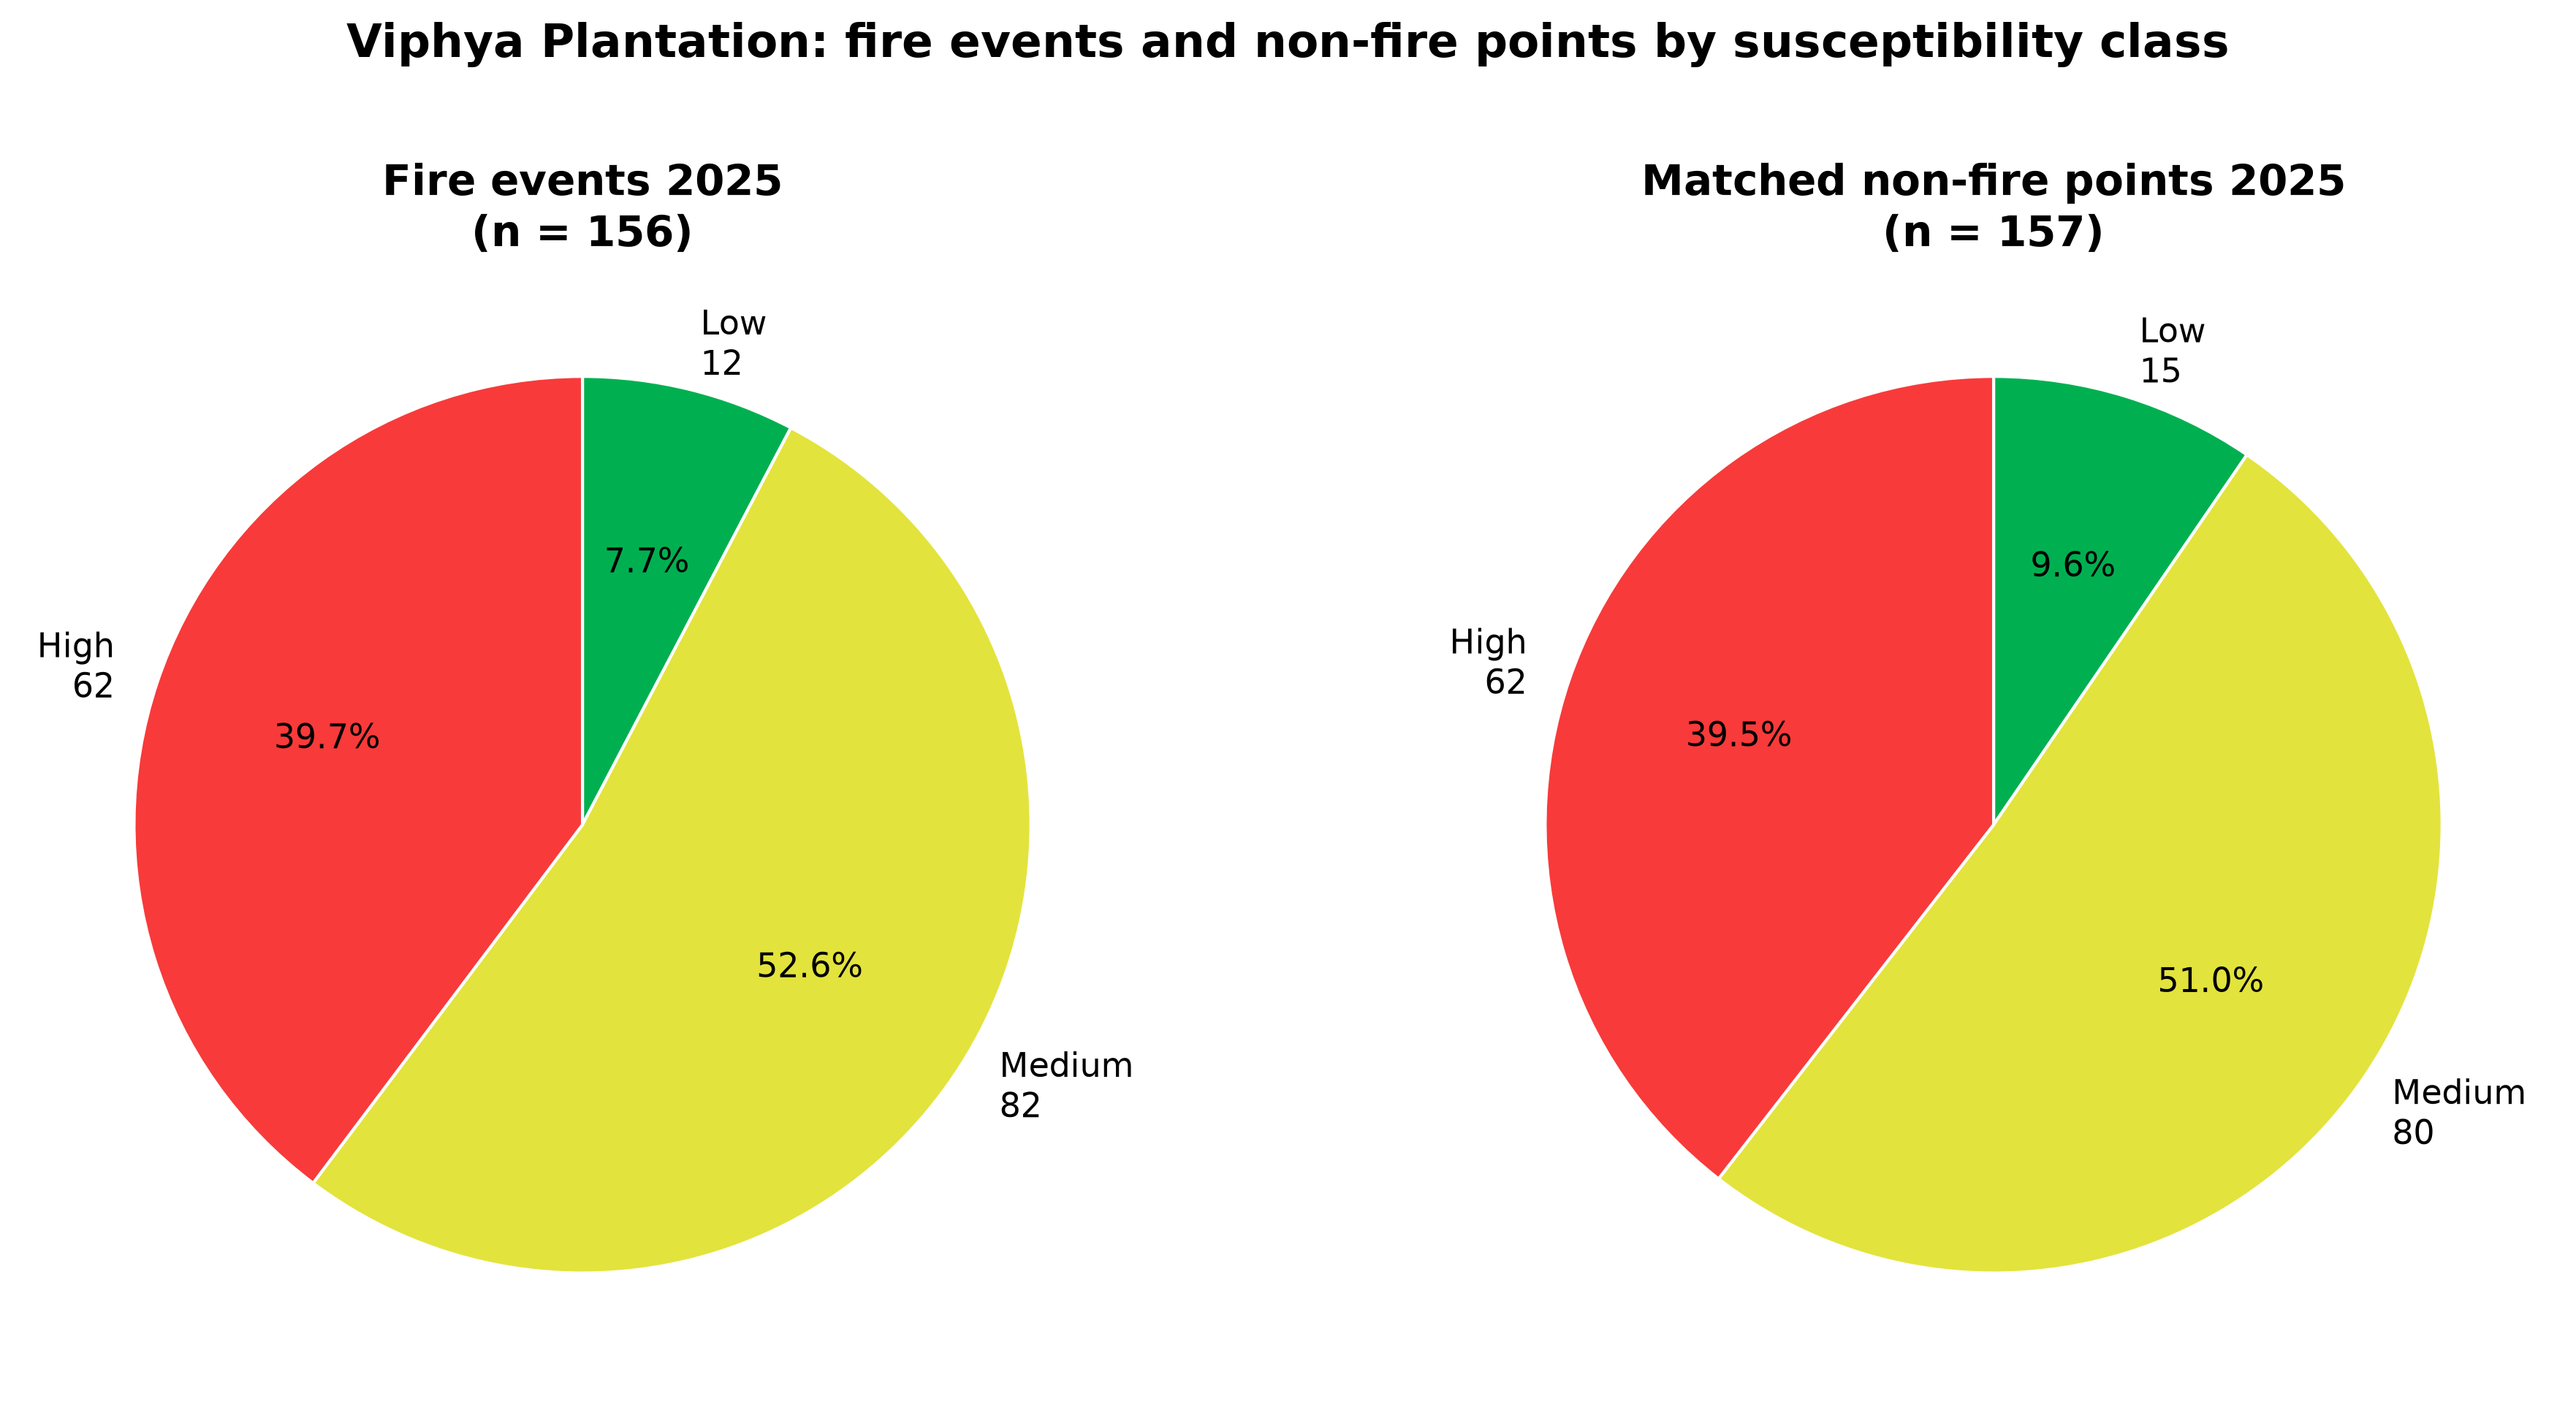 Viphya Plantation: fire events and non-fire points by susceptibility class
Fire events 2025
(n = 156)
Low
12
7.7%
High
62
39.7%
52.6%
Medium
82
Matched non-fire points 2025
(n = 157)
Low
15
9.6%
High
62
39.5%
51.0%
Medium
80